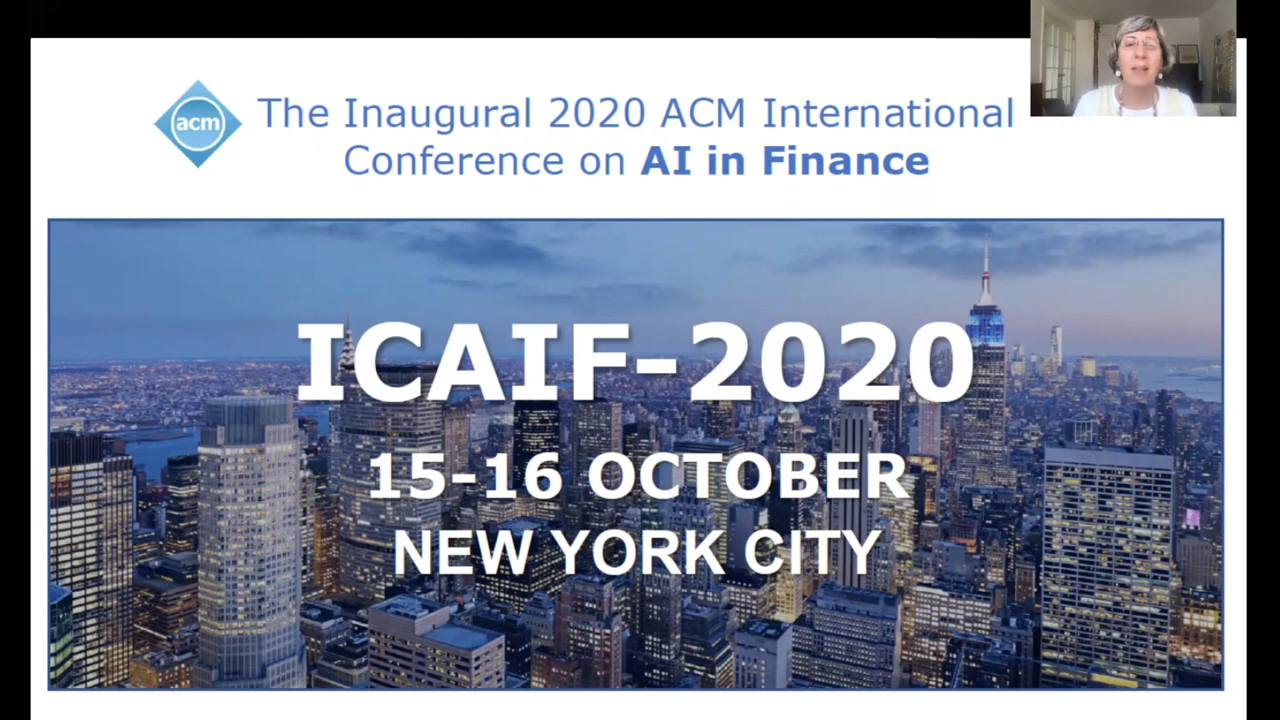 acm
The Inaugural 2020 ACM International
Conference on AI in Finance
ICAIF-2020
15-16 OCTOBER
NEW YORK CITY